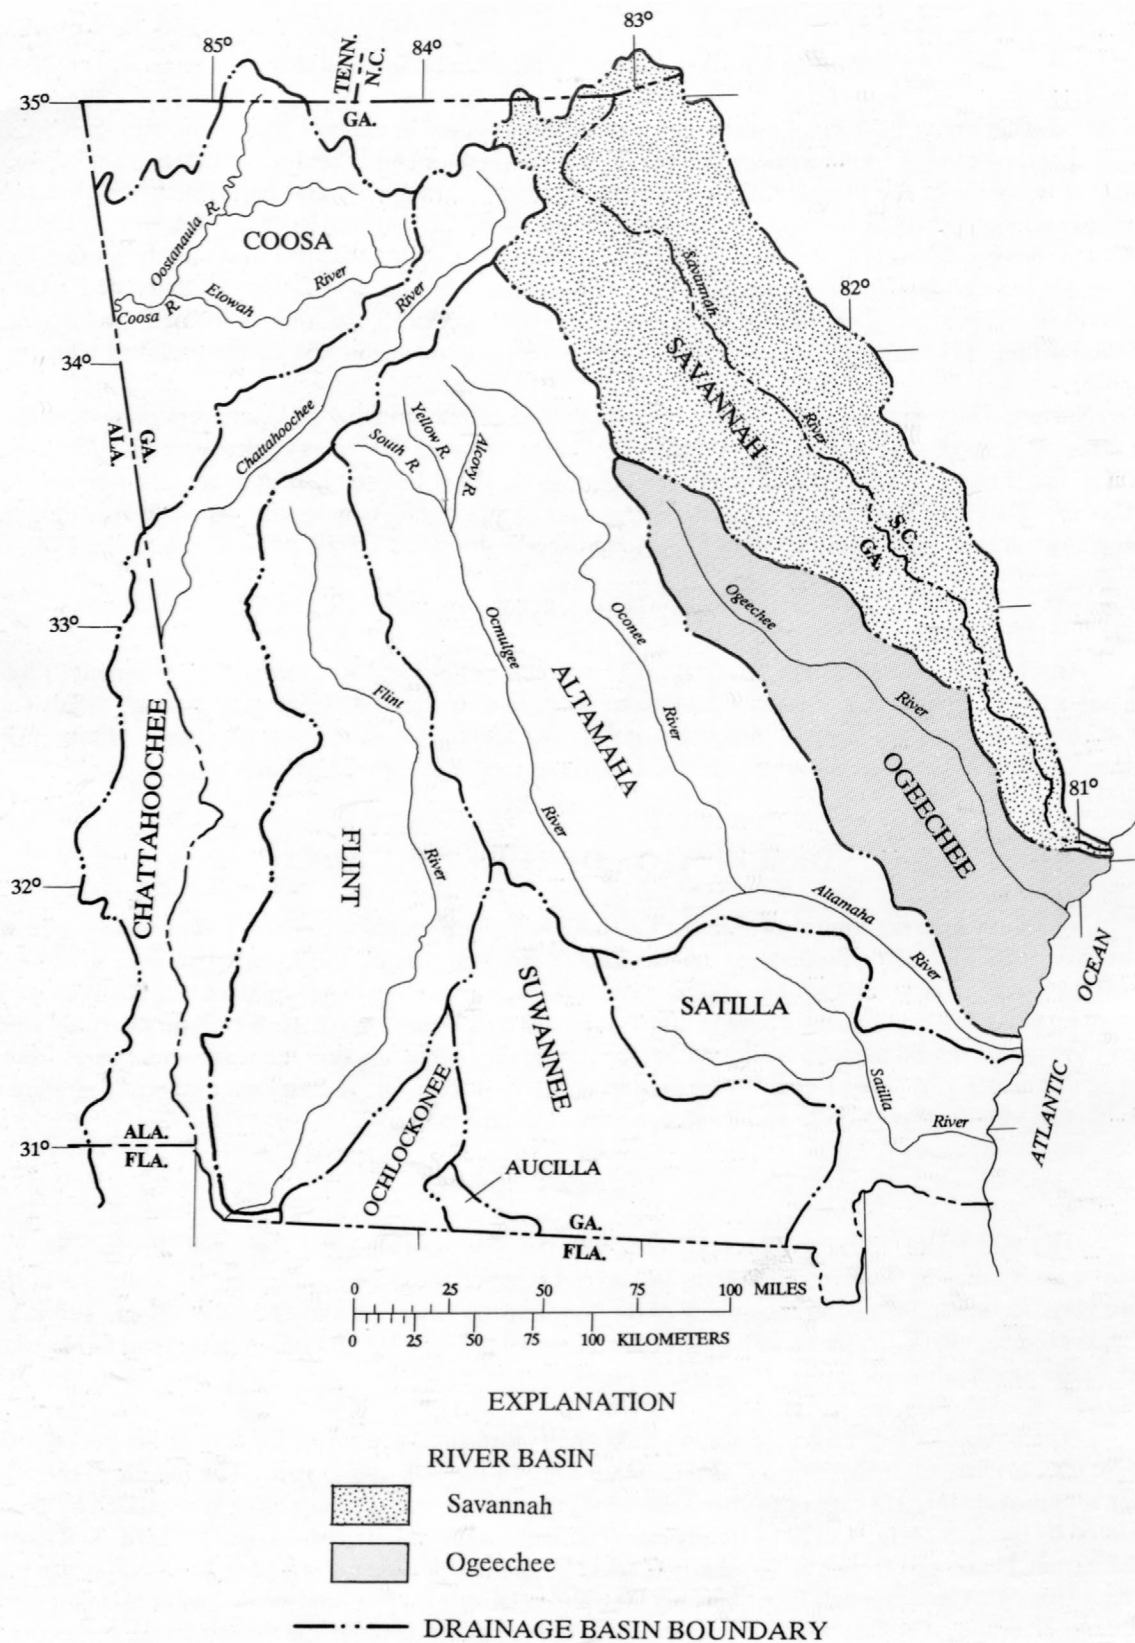 83°
85°
84°
TENN.
N.C.
35°
GA.
Oostanaula R.
COOSA
Etowah
River
Coosa R.
River
Savannah
82°
34°
SAVANNAH
River
Chattahoochee
Yellow R.
South R.
Alcovy R.
ALA.
GA.
S.C.
GA.
Ogeechee
33°
Ocmulgee
Oconee
Flint
ALTAMAHA
River
River
CHATTAHOOCHEE
OGEECHEE
81°
FLINT
River
River
32°
Altamaha
River
OCEAN
SUWANNEE
SATILLA
OCHLOCKONEE
Satilla
River
ATLANTIC
31°
ALA.
FLA.
AUCILLA
GA.
FLA.
0 25 50 75 100 MILES
0 25 50 75 100 KILOMETERS
EXPLANATION
RIVER BASIN
Savannah
Ogeechee
DRAINAGE BASIN BOUNDARY